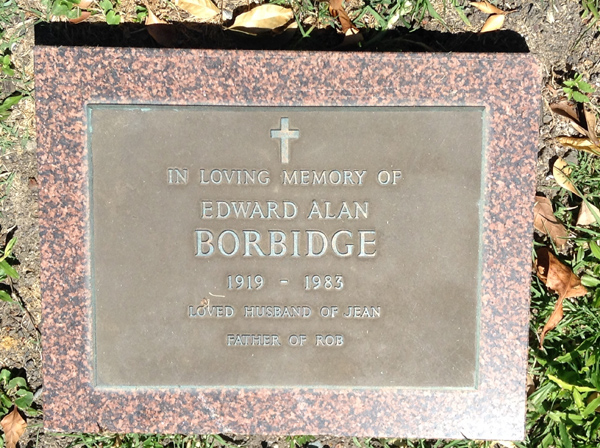 IN LOVING MEMORY OF
EDWARD ALAN
BORBIDGE
1919 - 1983
LOVED HUSBAND OF JEAN
FATHER OF ROB